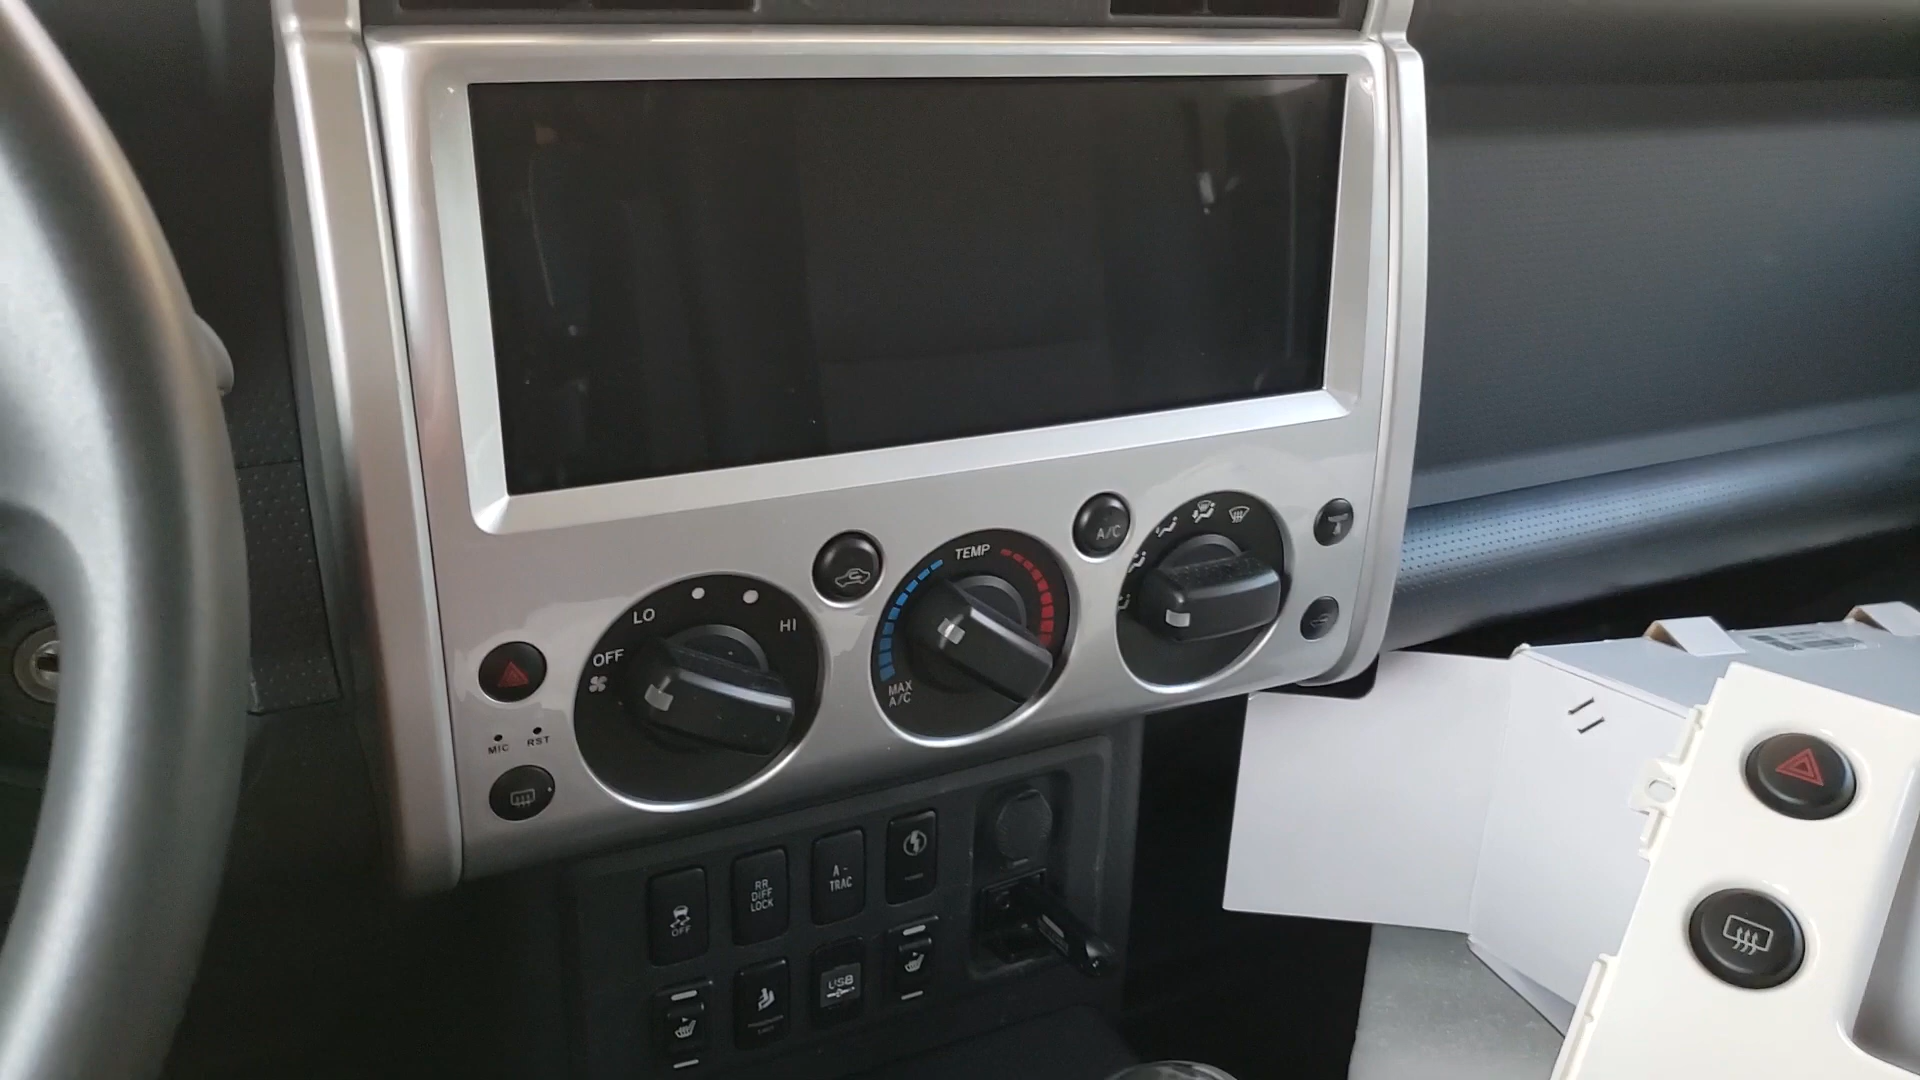 LO
HI
OFF
TEMP
MAX
A/C
A/C
MIC
RST
OFF
RR
DIFF
LOCK
A -
TRAC
USB